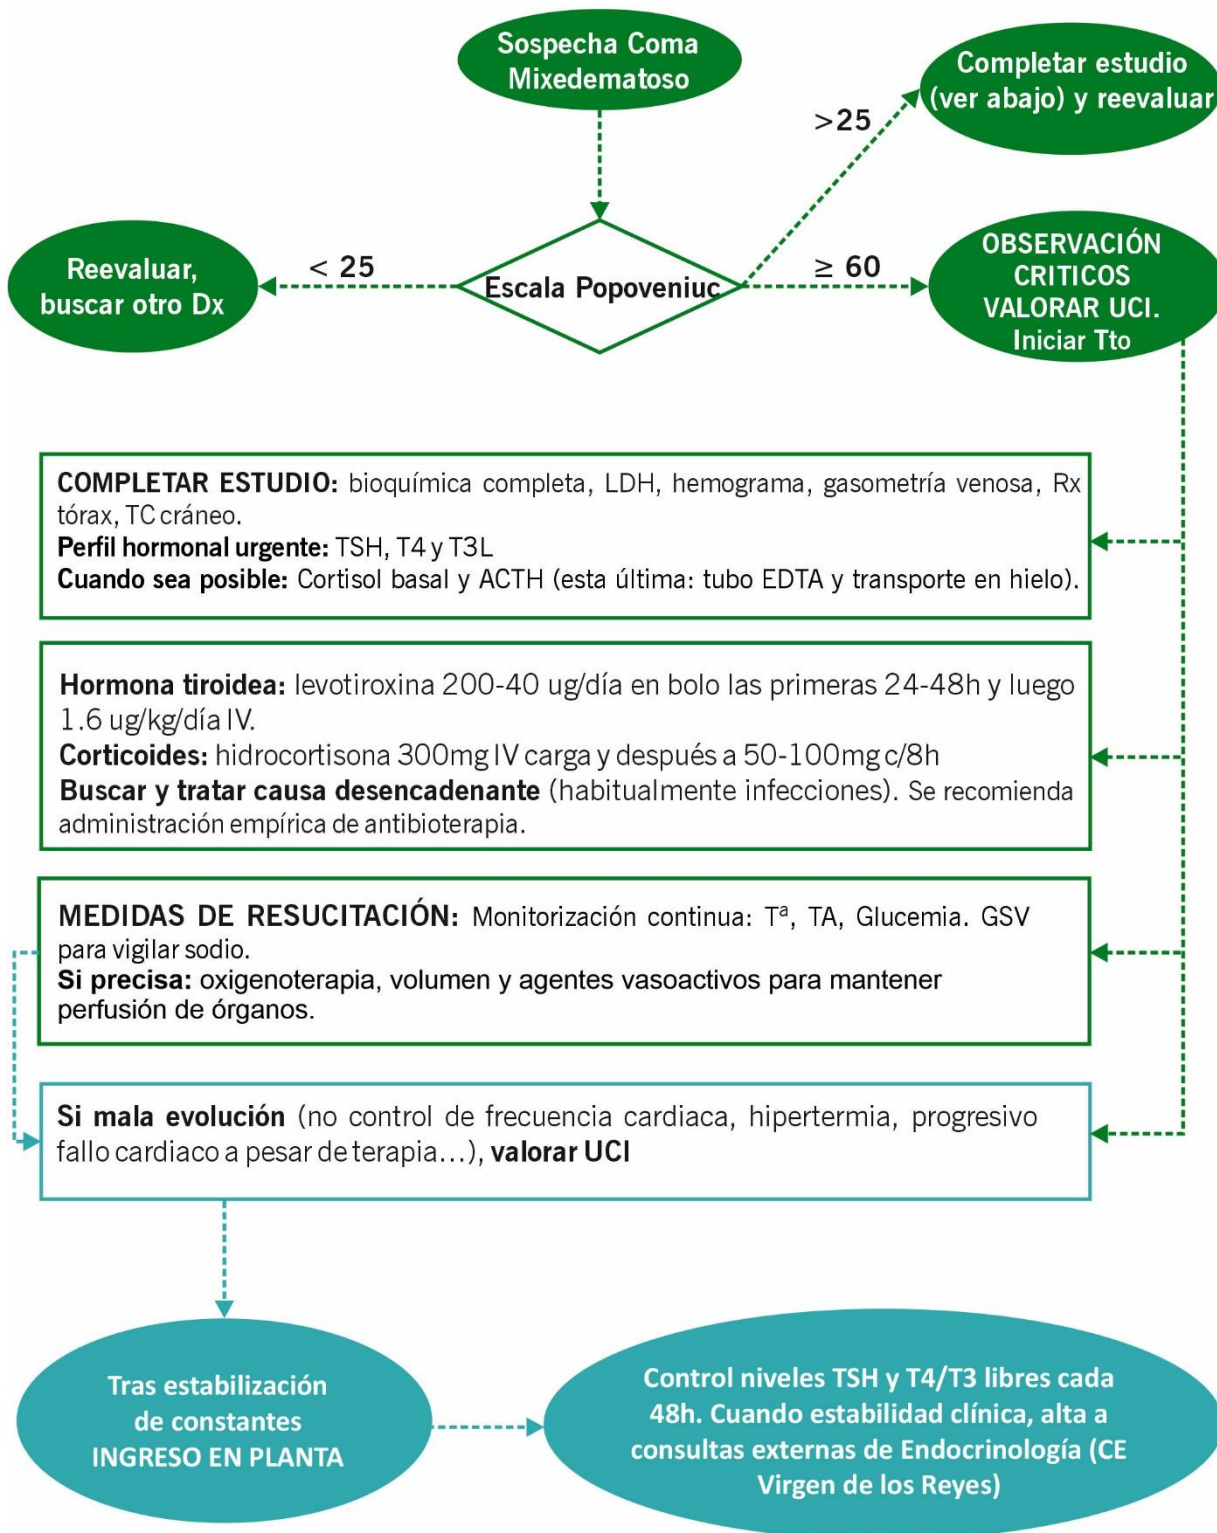 Sospecha Coma
Mixedematoso
Completar estudio
(ver abajo) y reevaluar
>25
Reevaluar,
buscar otro Dx
< 25
Escala Popoveniuc
≥ 60
OBSERVACIÓN
CRITICOS
VALORAR UCI.
Iniciar Tto
COMPLETAR ESTUDIO: bioquímica completa, LDH, hemograma, gasometría venosa, Rx
tórax, TC cráneo.
Perfil hormonal urgente: TSH, T4 y T3L
Cuando sea posible: Cortisol basal y ACTH (esta última: tubo EDTA y transporte en hielo).
Hormona tiroidea: levotiroxina 200-40 ug/día en bolo las primeras 24-48h y luego
1.6 ug/kg/día IV.
Corticoides: hidrocortisona 300mg IV carga y después a 50-100mg c/8h
Buscar y tratar causa desencadenante (habitualmente infecciones). Se recomienda
administración empírica de antibioterapia.
MEDIDAS DE RESUCITACIÓN: Monitorización continua: Tª, TA, Glucemia. GSV
para vigilar sodio.
Si precisa: oxigenoterapia, volumen y agentes vasoactivos para mantener
perfusión de órganos.
Si mala evolución (no control de frecuencia cardiaca, hipertermia, progresivo
fallo cardiaco a pesar de terapia...), valorar UCI
Tras estabilización
de constantes
INGRESO EN PLANTA
Control niveles TSH y T4/T3 libres cada
48h. Cuando estabilidad clínica, alta a
consultas externas de Endocrinología (CE
Virgen de los Reyes)